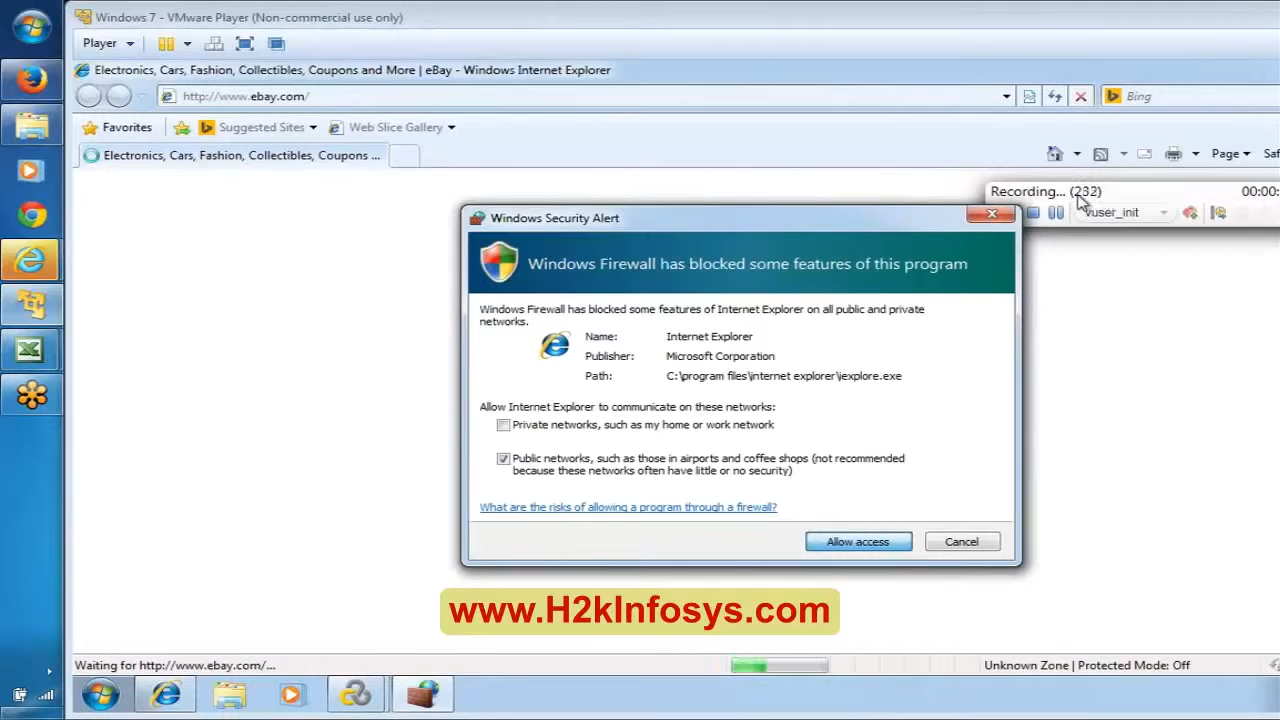 Windows 7 - VMware Player (Non-commercial use only)
Player
Electronics, Cars, Fashion, Collectibles, Coupons and More | eBay - Windows Internet Explorer
http://www.ebay.com/
Bing
Favorites
Suggested Sites
Web Slice Gallery
Electronics, Cars, Fashion, Collectibles, Coupons ...
Page
Recording... (232)
00:00:
vuser_init
Windows Security Alert
Windows Firewall has blocked some features of this program
Windows Firewall has blocked some features of Internet Explorer on all public and private
networks.
Name: Internet Explorer
Publisher: Microsoft Corporation
Path: C:\program files\internet explorer\iexplore.exe
Allow Internet Explorer to communicate on these networks:
Private networks, such as my home or work network
Public networks, such as those in airports and coffee shops (not recommended
because these networks often have little or no security)
What are the risks of allowing a program through a firewall?
Allow access
Cancel
www.H2kInfosys.com
Waiting for http://www.ebay.com/...
Unknown Zone | Protected Mode: Off